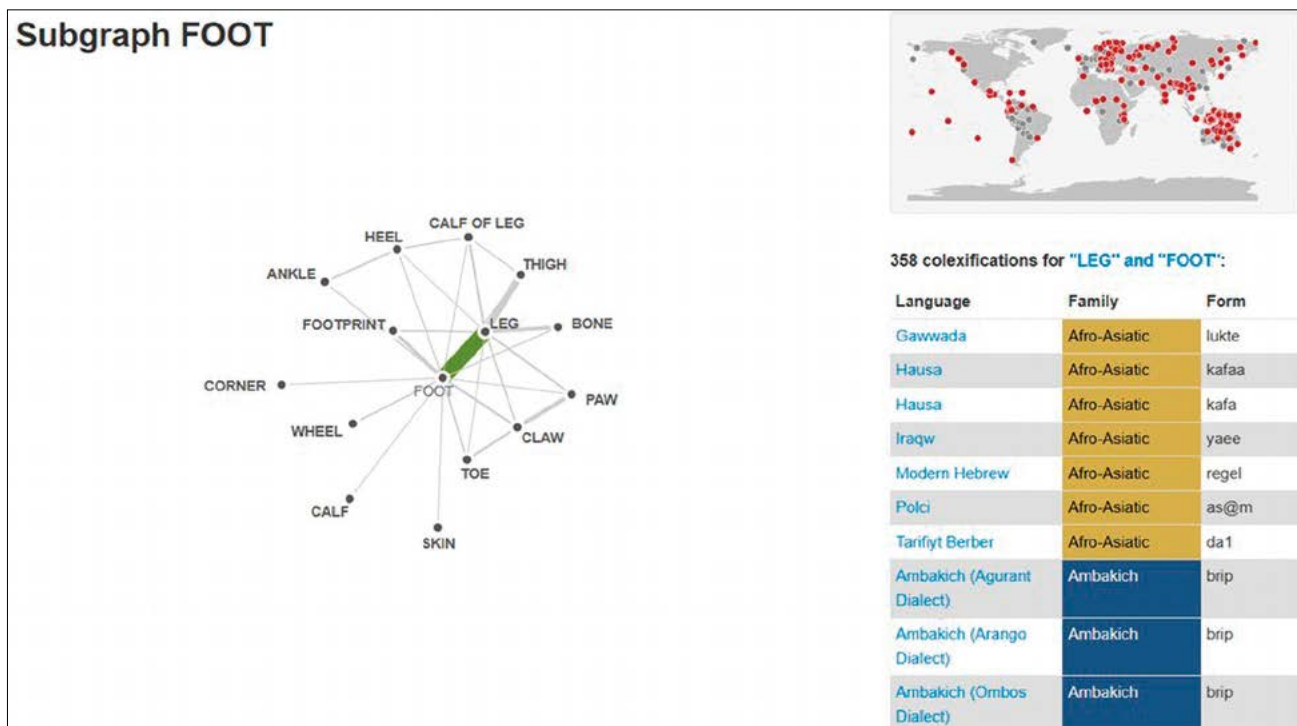 Subgraph FOOT
CALF OF LEG
HEEL
THIGH
ANKLE
FOOTPRINT
LEG
BONE
CORNER
FOOT
PAW
WHEEL
CLAW
TOE
CALF
SKIN
358 colexifications for "LEG" and "FOOT":
Language Family Form
Gawwada Afro-Asiatic lukte
Hausa Afro-Asiatic kafaa
Hausa Afro-Asiatic kafa
Iraqw Afro-Asiatic yaee
Modern Hebrew Afro-Asiatic regel
Polci Afro-Asiatic as@m
Tarifiyt Berber Afro-Asiatic da1
Ambakich (Agurant Ambakich brip
Dialect)
Ambakich (Arango Ambakich brip
Dialect)
Ambakich (Ombos Ambakich brip
Dialect)